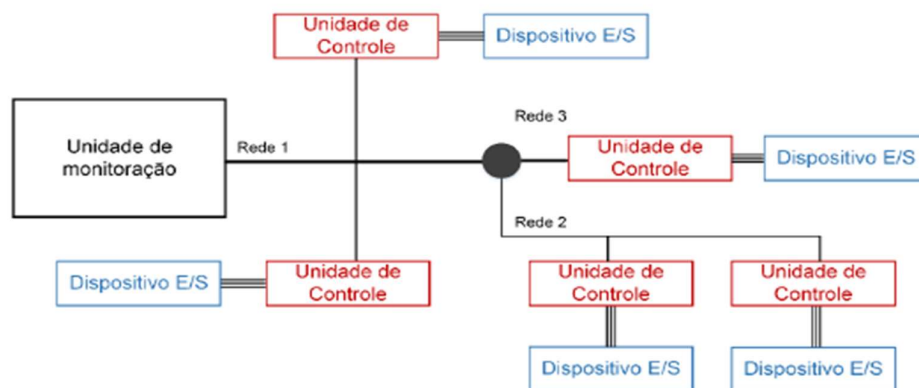 Unidade de
Controle
Dispositivo E/S
Unidade de
monitoração
Rede 1
Rede 3
Unidade de
Controle
Dispositivo E/S
Rede 2
Dispositivo E/S
Unidade de
Controle
Unidade de
Controle
Unidade de
Controle
Dispositivo E/S
Dispositivo E/S